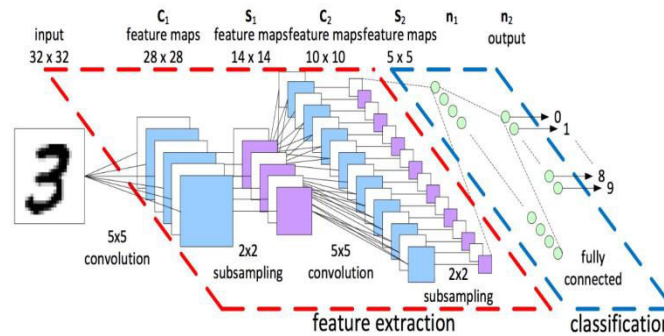 C₁ S₁ C₂ S₂ n₁ n₂
input feature maps feature maps feature maps feature maps output
32 x 32 28 x 28 14 x 14 10 x 10 5 x 5
3
0
1
8
9
5x5 convolution
2x2 subsampling
5x5 convolution
2x2 subsampling
fully connected
feature extraction classification